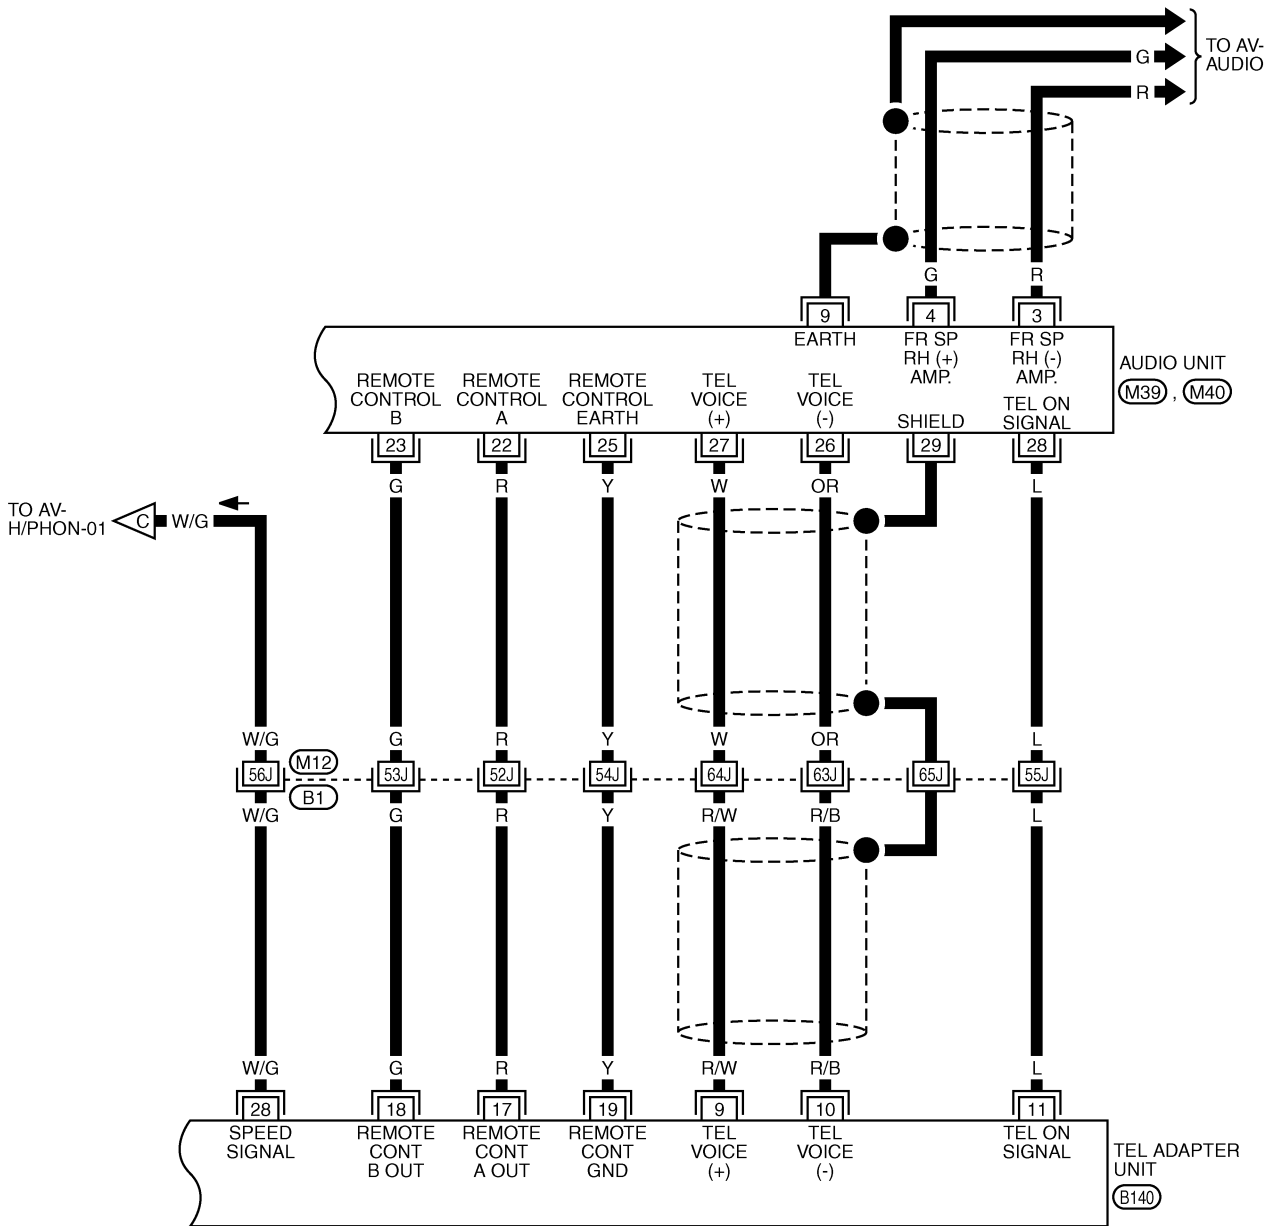 TO AV-
AUDIO
G
R
G R
9 4 3
EARTH
FR SP
RH (+)
AMP.
FR SP
RH (-)
AMP.
AUDIO UNIT
M39 , M40
REMOTE
CONTROL
B
REMOTE
CONTROL
A
REMOTE
CONTROL
EARTH
TEL
VOICE
(+)
TEL
VOICE
(-)
SHIELD
TEL ON
SIGNAL
23 22 25 27 26 29 28
G R Y W OR L
TO AV-
H/PHON-01
C W/G
W/G G R Y W OR L
M12
56J 53J 52J 54J 64J 63J 65J 55J
B1
W/G G R Y R/W R/B L
W/G G R Y R/W R/B L
28 18 17 19 9 10 11
SPEED
SIGNAL
REMOTE
CONT
B OUT
REMOTE
CONT
A OUT
REMOTE
CONT
GND
TEL
VOICE
(+)
TEL
VOICE
(-)
TEL ON
SIGNAL
TEL ADAPTER
UNIT
B140